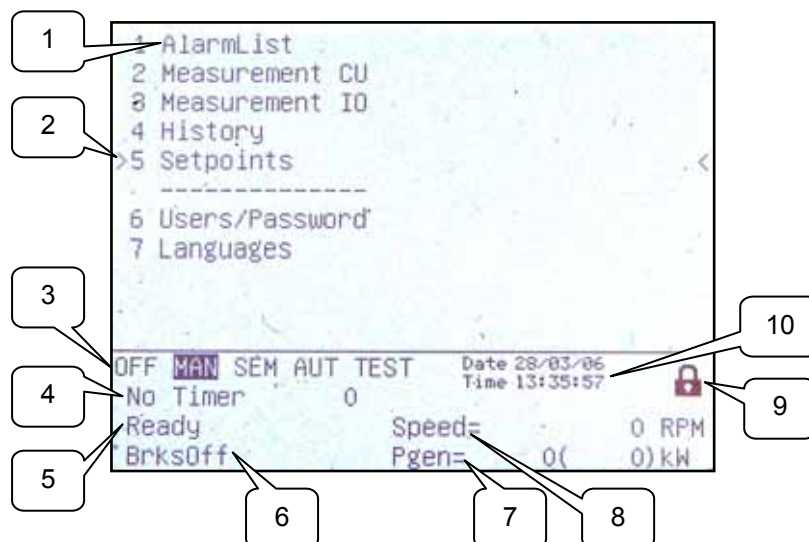 1
1 AlarmList
2 Measurement CU
3 Measurement IO
2
4 History
>5 Setpoints <
--------------
6 Users/Password
7 Languages
3
10
OFF MAN SEM AUT TEST Date 28/03/06
Time 13:35:57
4
No Timer 0
9
Ready Speed= 0 RPM
5
BrksOff Pgen= 0( 0)kW
6
7
8